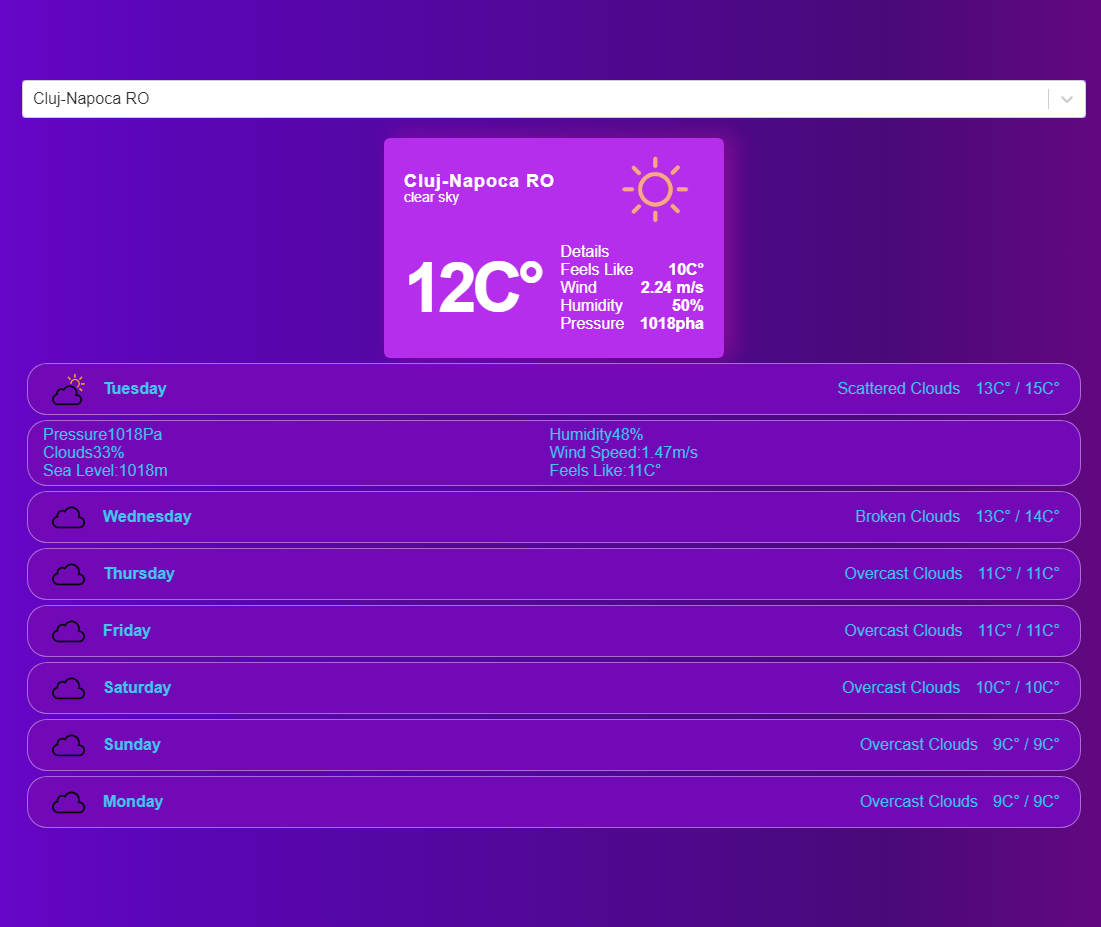 Cluj-Napoca RO
Cluj-Napoca RO
clear sky
12C°
Details
Feels Like 10C°
Wind 2.24 m/s
Humidity 50%
Pressure 1018pha
Tuesday Scattered Clouds 13C° / 15C°
Pressure1018Pa Humidity48%
Clouds33% Wind Speed:1.47m/s
Sea Level:1018m Feels Like:11C°
Wednesday Broken Clouds 13C° / 14C°
Thursday Overcast Clouds 11C° / 11C°
Friday Overcast Clouds 11C° / 11C°
Saturday Overcast Clouds 10C° / 10C°
Sunday Overcast Clouds 9C° / 9C°
Monday Overcast Clouds 9C° / 9C°